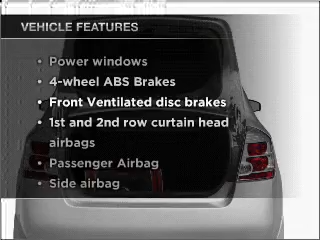 VEHICLE FEATURES
• Power windows
• 4-wheel ABS Brakes
• Front Ventilated disc brakes
• 1st and 2nd row curtain head
airbags
• Passenger Airbag
• Side airbag